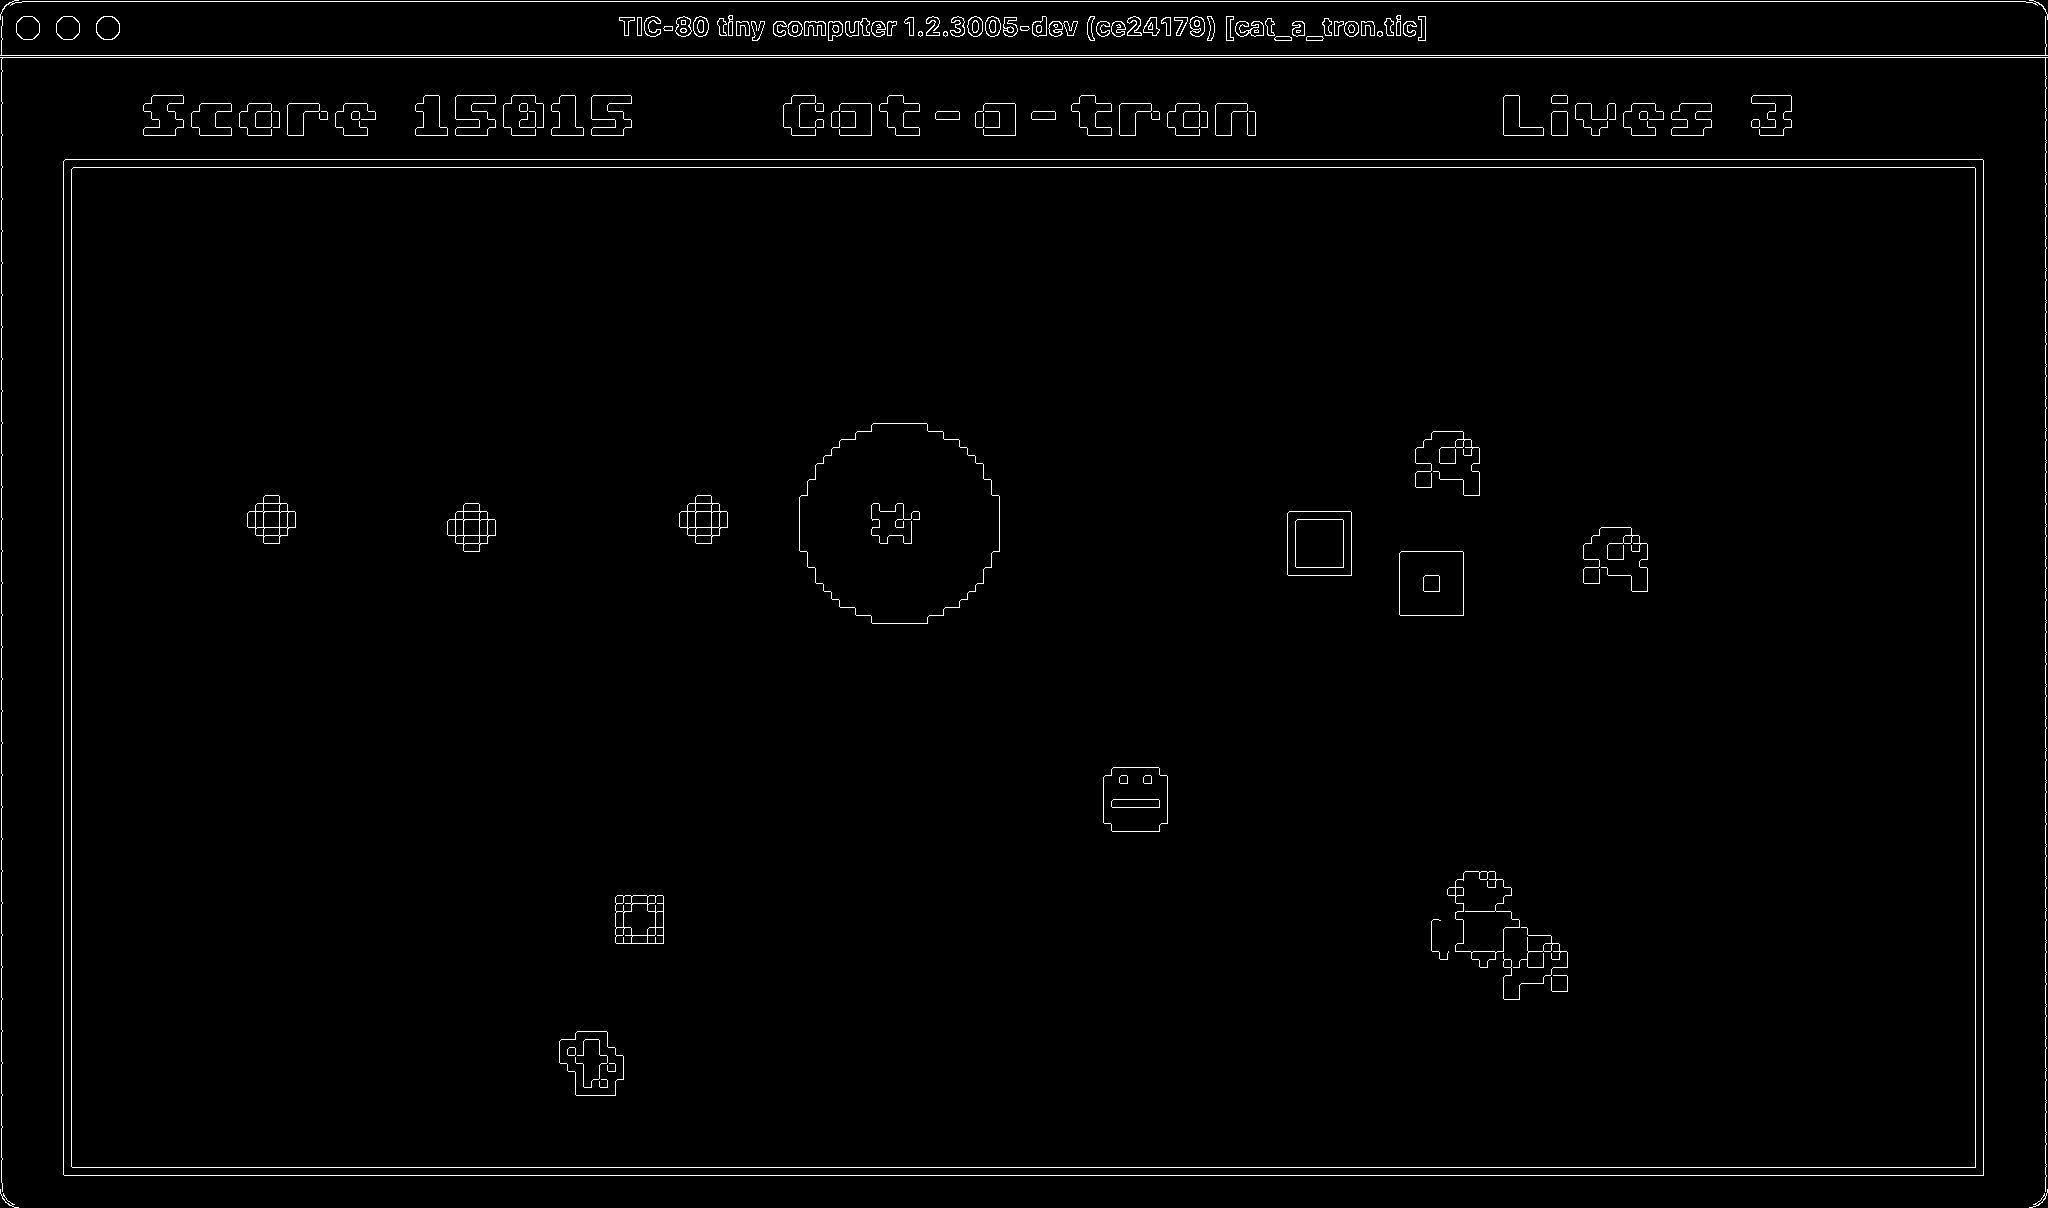 TIC-80 tiny computer 1.2.3005-dev (ce24179) [cat_a_tron.tic]
Score 15015 Cat-a-tron Lives 3